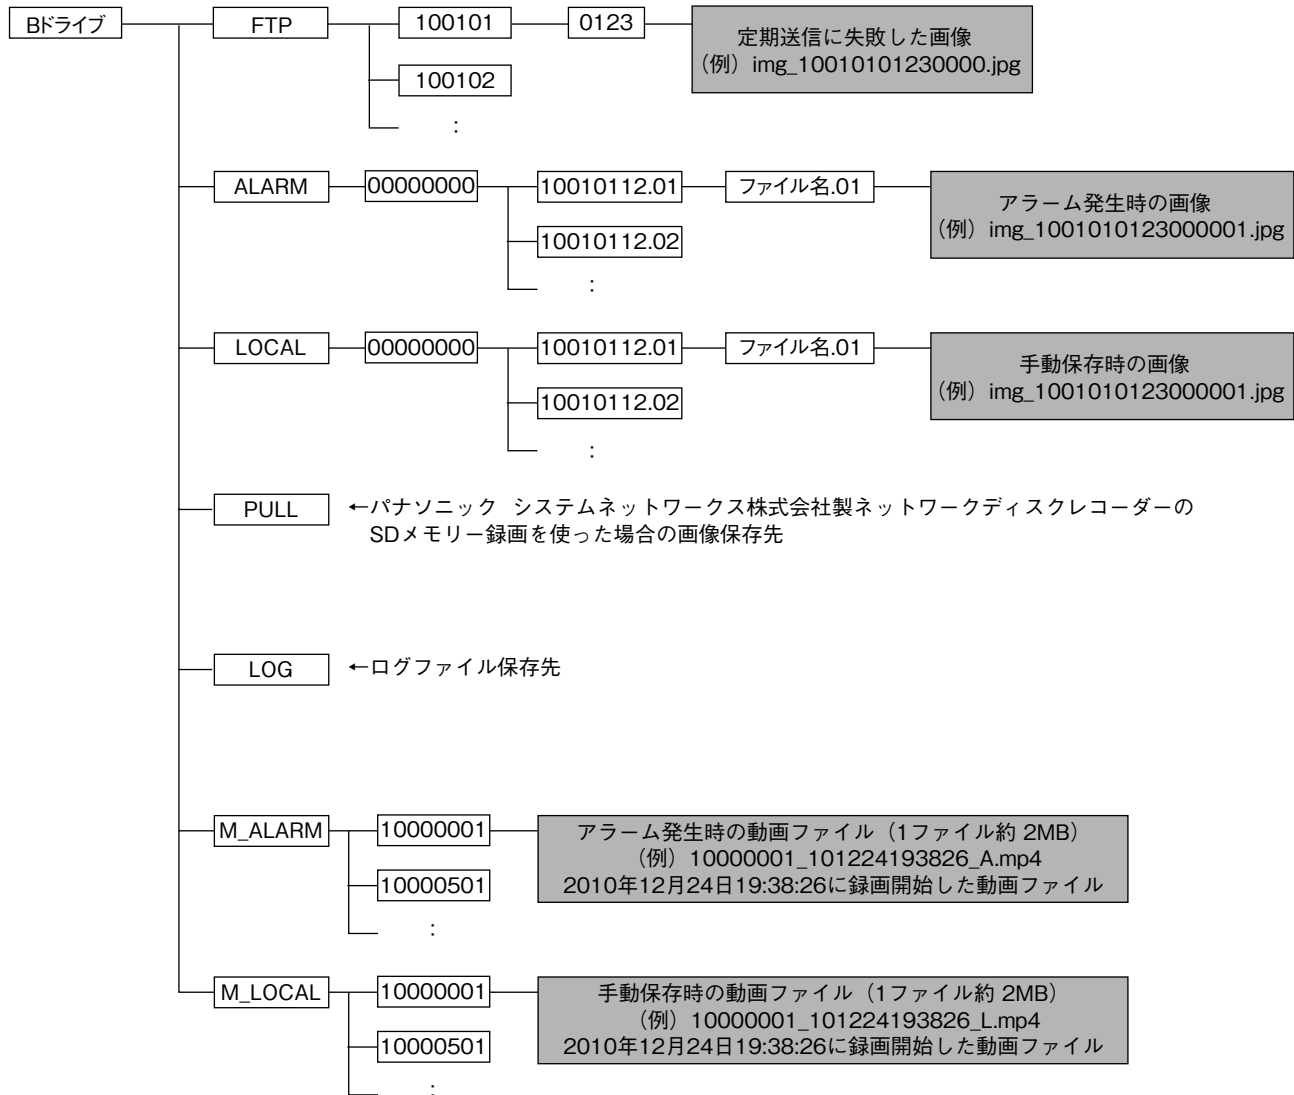 Bドライブ
FTP
100101
0123
定期送信に失敗した画像
（例）img_10010101230000.jpg
100102
：
ALARM
00000000
10010112.01
ファイル名.01
アラーム発生時の画像
（例）img_1001010123000001.jpg
10010112.02
：
LOCAL
00000000
10010112.01
ファイル名.01
手動保存時の画像
（例）img_1001010123000001.jpg
10010112.02
：
PULL
←パナソニック システムネットワークス株式会社製ネットワークディスクレコーダーの
SDメモリー録画を使った場合の画像保存先
LOG
←ログファイル保存先
M_ALARM
10000001
アラーム発生時の動画ファイル（1ファイル約 2MB）
（例）10000001_101224193826_A.mp4
2010年12月24日19:38:26に録画開始した動画ファイル
10000501
：
M_LOCAL
10000001
手動保存時の動画ファイル（1ファイル約 2MB）
（例）10000001_101224193826_L.mp4
2010年12月24日19:38:26に録画開始した動画ファイル
10000501
：